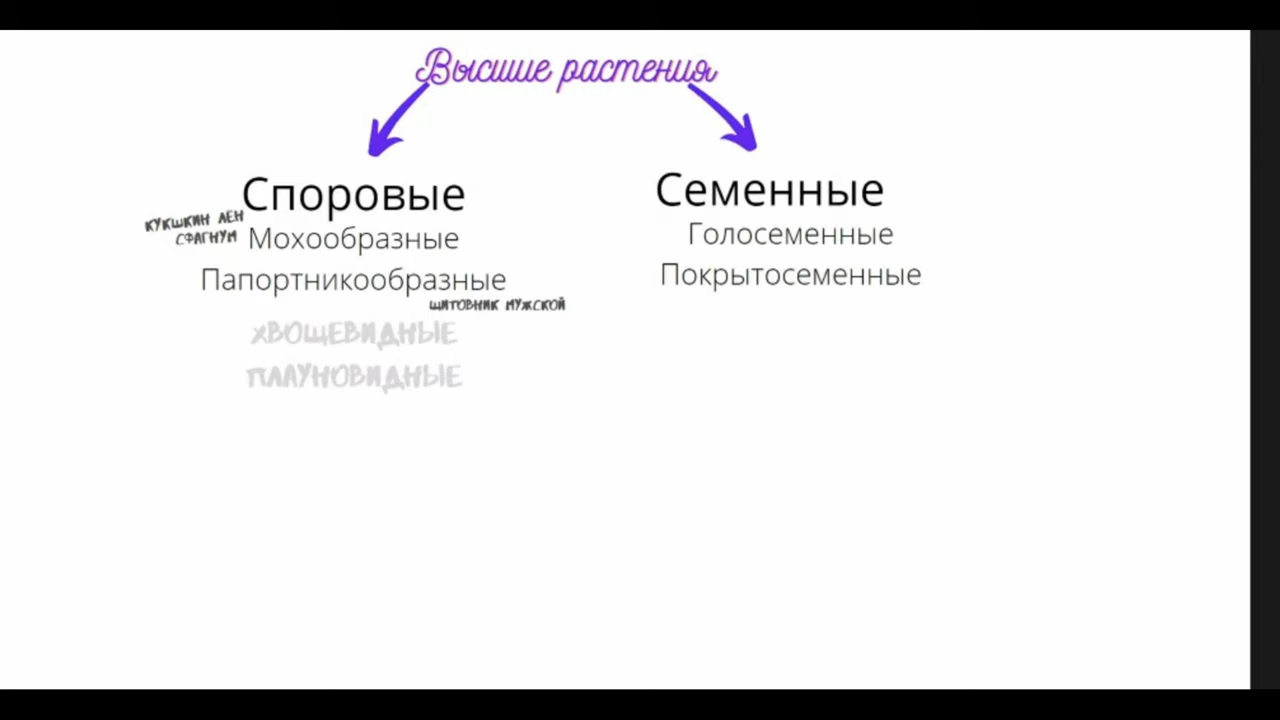 Высшие растения
Споровые
КУКШКИН ЛЕН
СФАГНУМ
Мохообразные
Папортникообразные
ЩИТОВНИК МУЖСКОЙ
ХВОЩЕВИДНЫЕ
ПЛАУНОВИДНЫЕ
Семенные
Голосеменные
Покрытосеменные